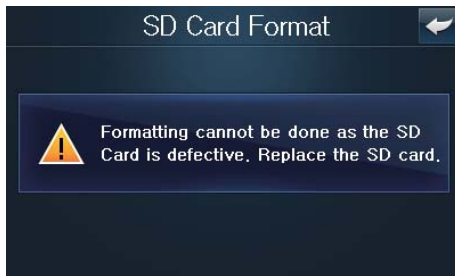 SD Card Format
Formatting cannot be done as the SD
Card is defective. Replace the SD card.